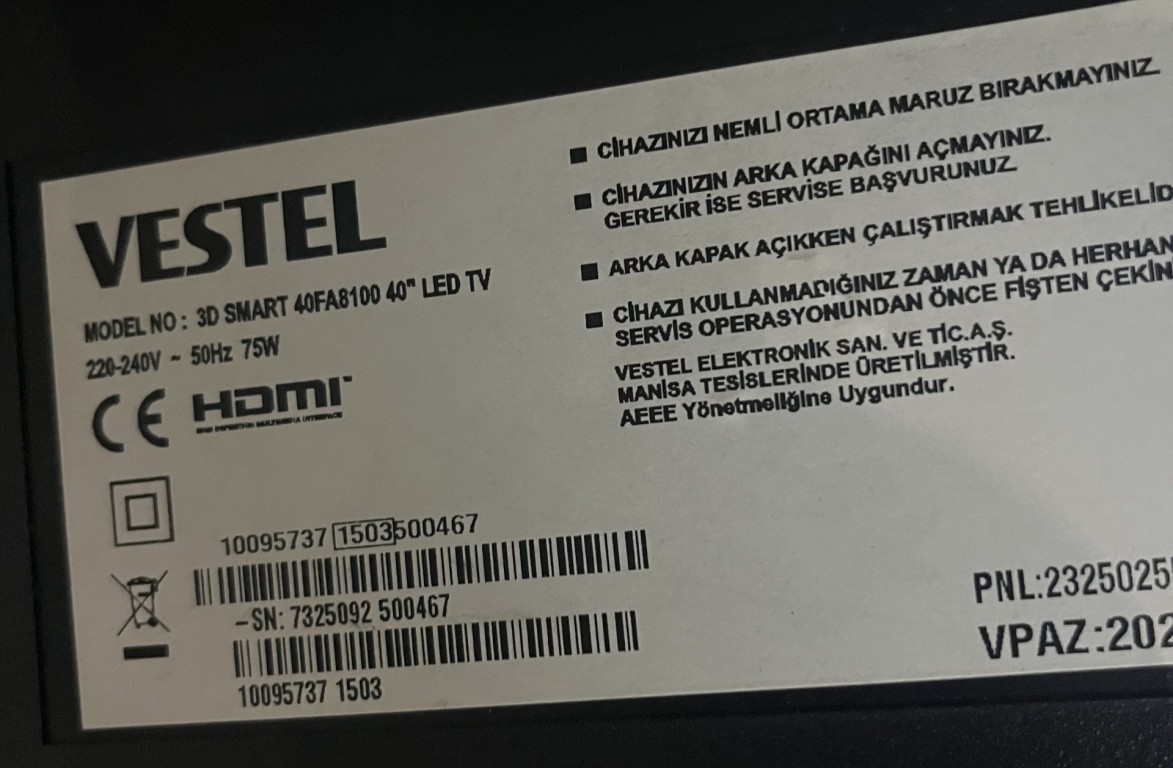 VESTEL
MODEL NO : 3D SMART 40FA8100 40" LED TV
220-240V ~ 50Hz 75W
CE HDMI
HIGH DEFINITION MULTIMEDIA INTERFACE
10095737 1503500467
-SN: 7325092 500467
10095737 1503
■ CİHAZINIZI NEMLİ ORTAMA MARUZ BIRAKMAYINIZ.
■ CİHAZINIZIN ARKA KAPAĞINI AÇMAYINIZ.
GEREKİR İSE SERVİSE BAŞVURUNUZ.
■ ARKA KAPAK AÇIKKEN ÇALIŞTIRMAK TEHLİKELİD
■ CİHAZI KULLANMADIĞINIZ ZAMAN YA DA HERHAN
SERVİS OPERASYONUNDAN ÖNCE FİŞTEN ÇEKİN
VESTEL ELEKTRONİK SAN. VE TİC.A.Ş.
MANİSA TESİSLERİNDE ÜRETİLMİŞTİR.
AEEE Yönetmeliğine Uygundur.
PNL:2325025
VPAZ:202